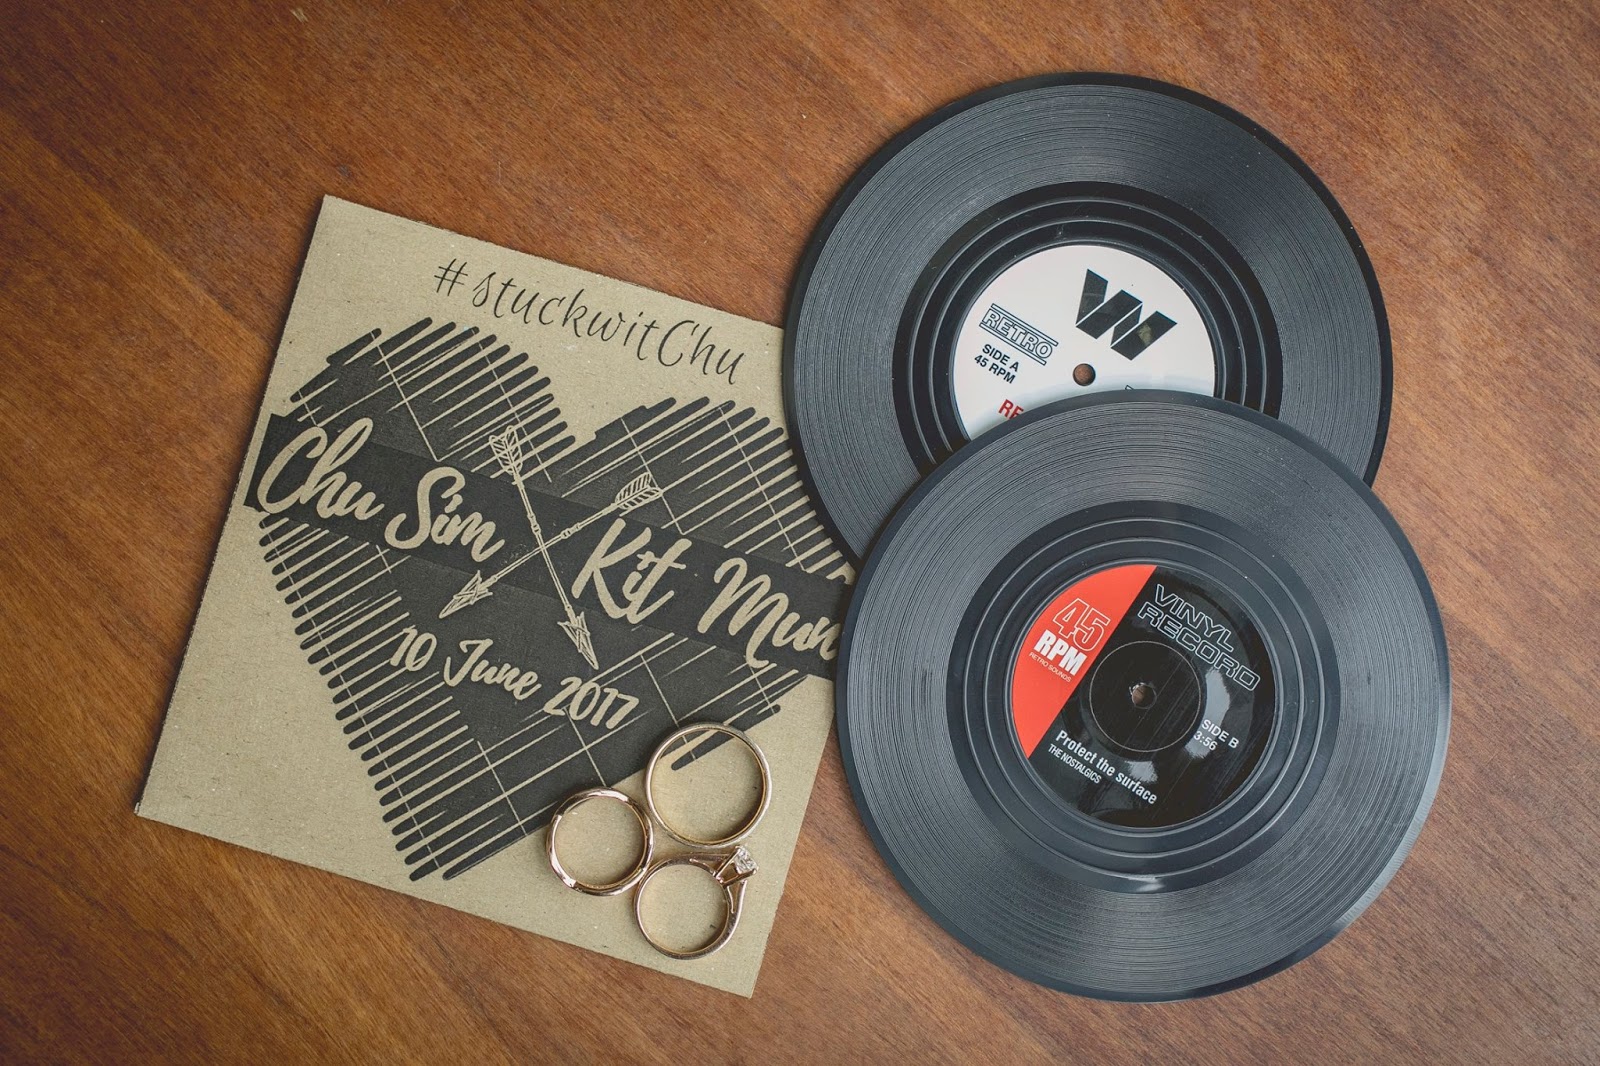 #stuckwitChu
Chu Sim
Kit Mun
10 June 2017
RETRO
SIDE A
45 RPM
45
RPM
RETRO SOUNDS
VINYL
RECORD
SIDE B
3:56
Protect the surface
THE NOSTALGICS